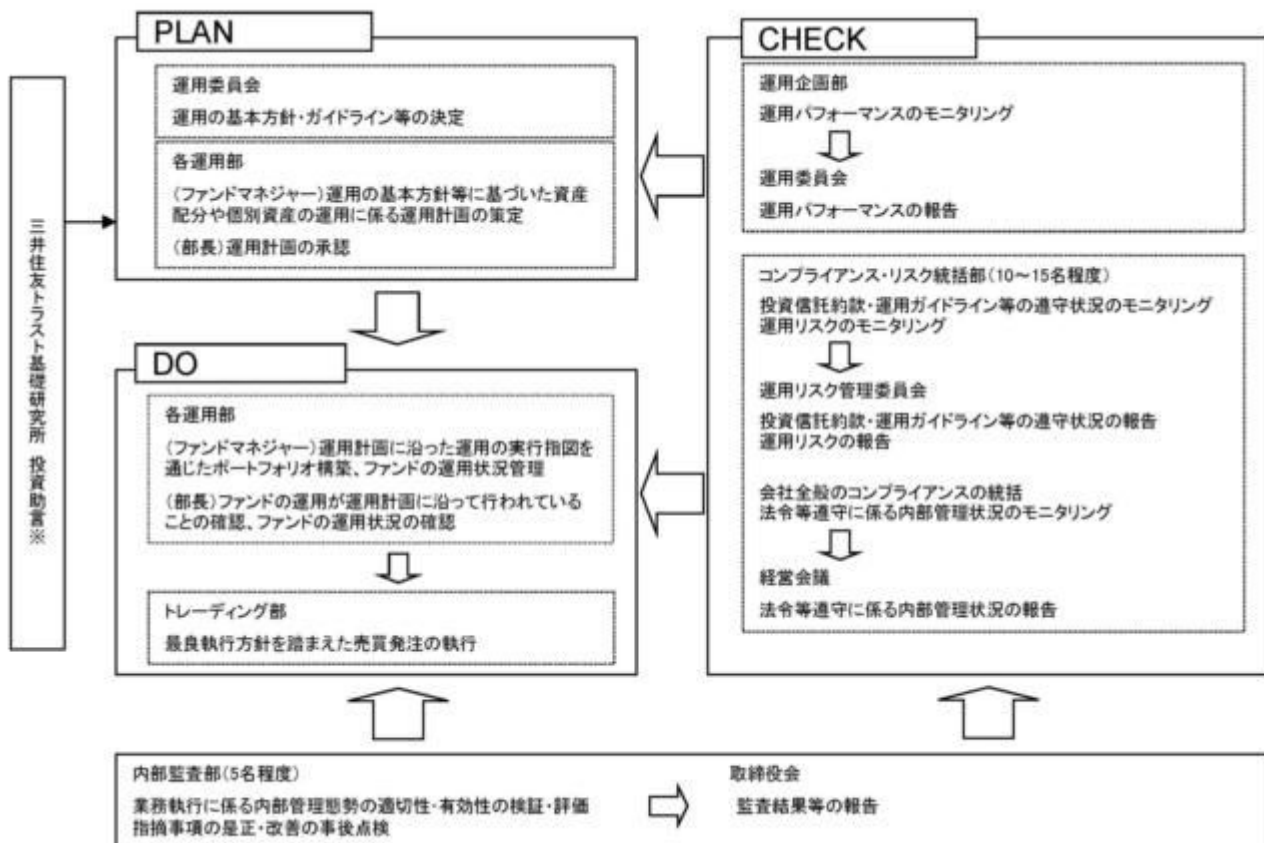 三井住友トラスト基礎研究所 投資助言※
PLAN
運用委員会
運用の基本方針・ガイドライン等の決定
各運用部
(ファンドマネジャー)運用の基本方針等に基づいた資産
配分や個別資産の運用に係る運用計画の策定
(部長)運用計画の承認
DO
各運用部
(ファンドマネジャー)運用計画に沿った運用の実行指図を
通じたポートフォリオ構築、ファンドの運用状況管理
(部長)ファンドの運用が運用計画に沿って行われている
ことの確認、ファンドの運用状況の確認
トレーディング部
最良執行方針を踏まえた売買発注の執行
CHECK
運用企画部
運用パフォーマンスのモニタリング
運用委員会
運用パフォーマンスの報告
コンプライアンス・リスク統括部(10～15名程度)
投資信託約款・運用ガイドライン等の遵守状況のモニタリング
運用リスクのモニタリング
運用リスク管理委員会
投資信託約款・運用ガイドライン等の遵守状況の報告
運用リスクの報告
会社全般のコンプライアンスの統括
法令等遵守に係る内部管理状況のモニタリング
経営会議
法令等遵守に係る内部管理状況の報告
内部監査部(5名程度)
業務執行に係る内部管理態勢の適切性・有効性の検証・評価
指摘事項の是正・改善の事後点検
取締役会
監査結果等の報告